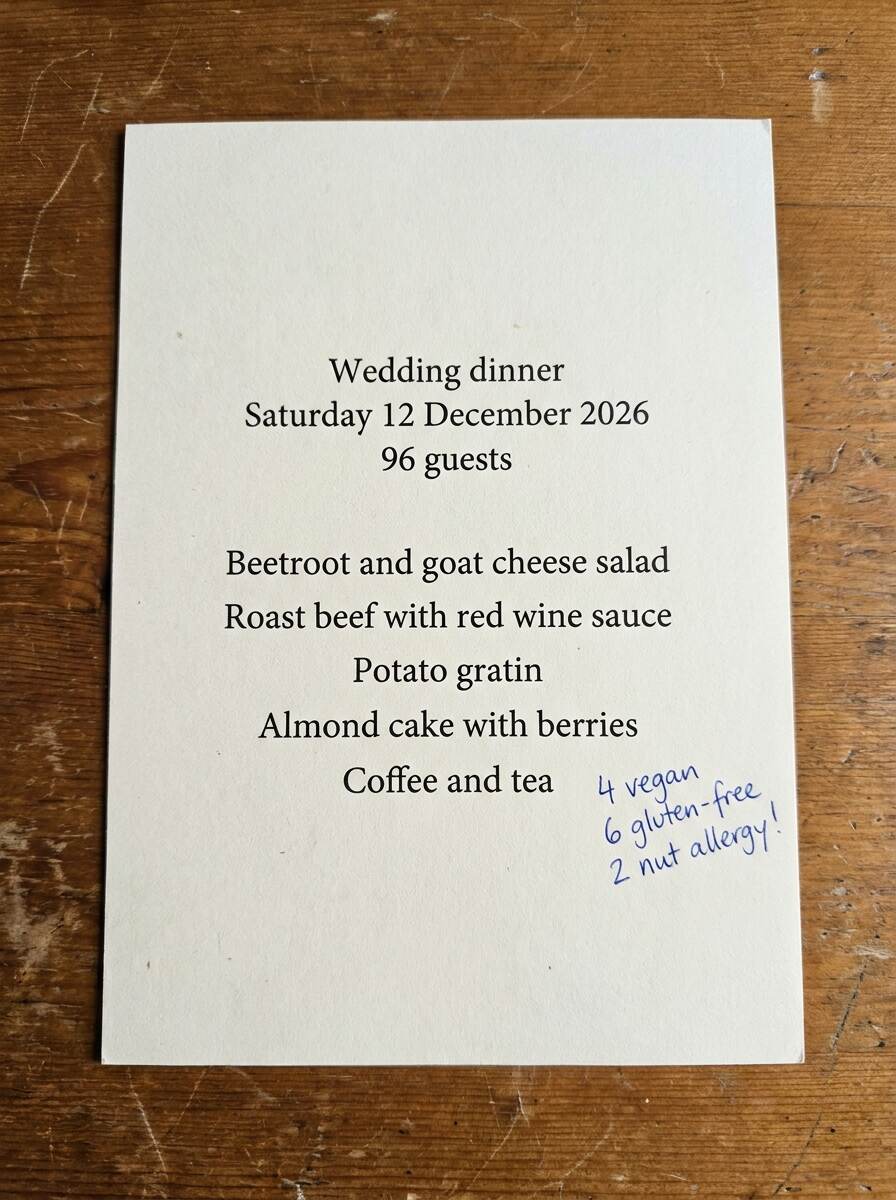 Wedding dinner
Saturday 12 December 2026
96 guests
Beetroot and goat cheese salad
Roast beef with red wine sauce
Potato gratin
Almond cake with berries
Coffee and tea
4 vegan
6 gluten-free
2 nut allergy!